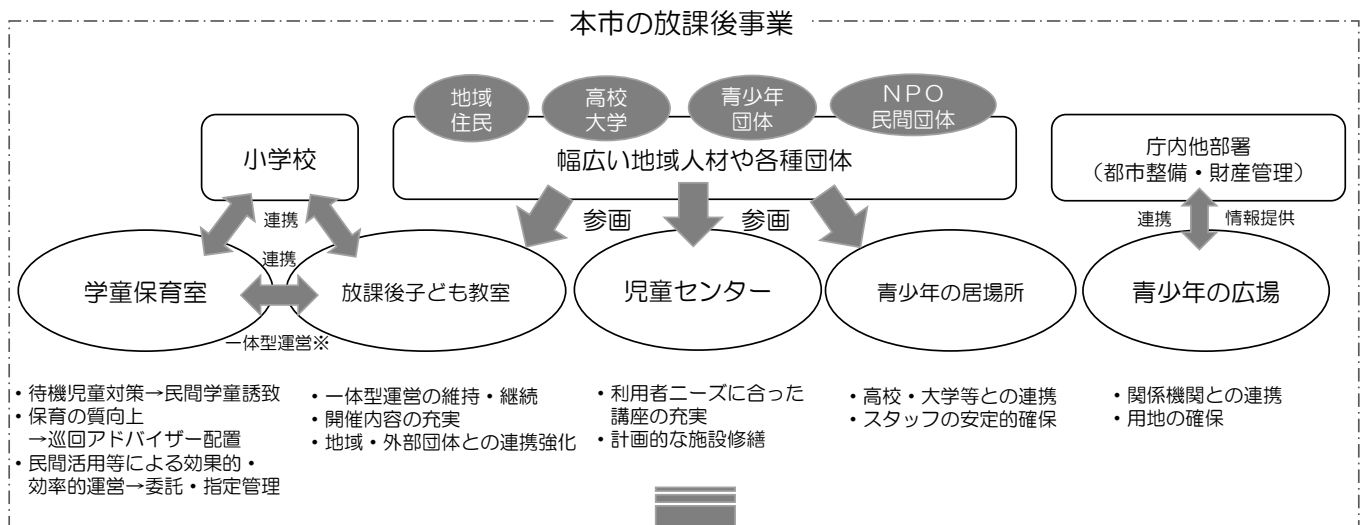 本市の放課後事業
地域
住民
高校
大学
青少年
団体
NPO
民間団体
小学校
幅広い地域人材や各種団体
庁内他部署
（都市整備・財産管理）
連携
参画
参画
連携
情報提供
連携
学童保育室
放課後子ども教室
児童センター
青少年の居場所
青少年の広場
一体型運営※
・待機児童対策→民間学童誘致
・保育の質向上
→巡回アドバイザー配置
・民間活用等による効果的・
効率的運営→委託・指定管理
・一体型運営の維持・継続
・開催内容の充実
・地域・外部団体との連携強化
・利用者ニーズに合った
講座の充実
・計画的な施設修繕
・高校・大学等との連携
・スタッフの安定的確保
・関係機関との連携
・用地の確保